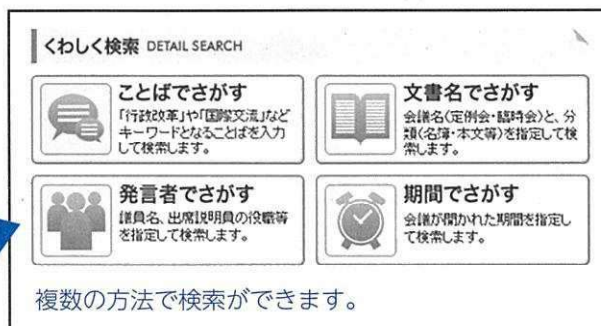 くわしく検索 DETAIL SEARCH
ことばでさがす
「行政改革」や「国際交流」など
キーワードとなることばを入力
して検索します。
文書名でさがす
会議名(定例会・臨時会)と、分
類(名簿・本文等)を指定して検
索します。
発言者でさがす
議員名、出席説明員の役職等
を指定して検索します。
期間でさがす
会議が開かれた期間を指定し
て検索します。
複数の方法で検索ができます。